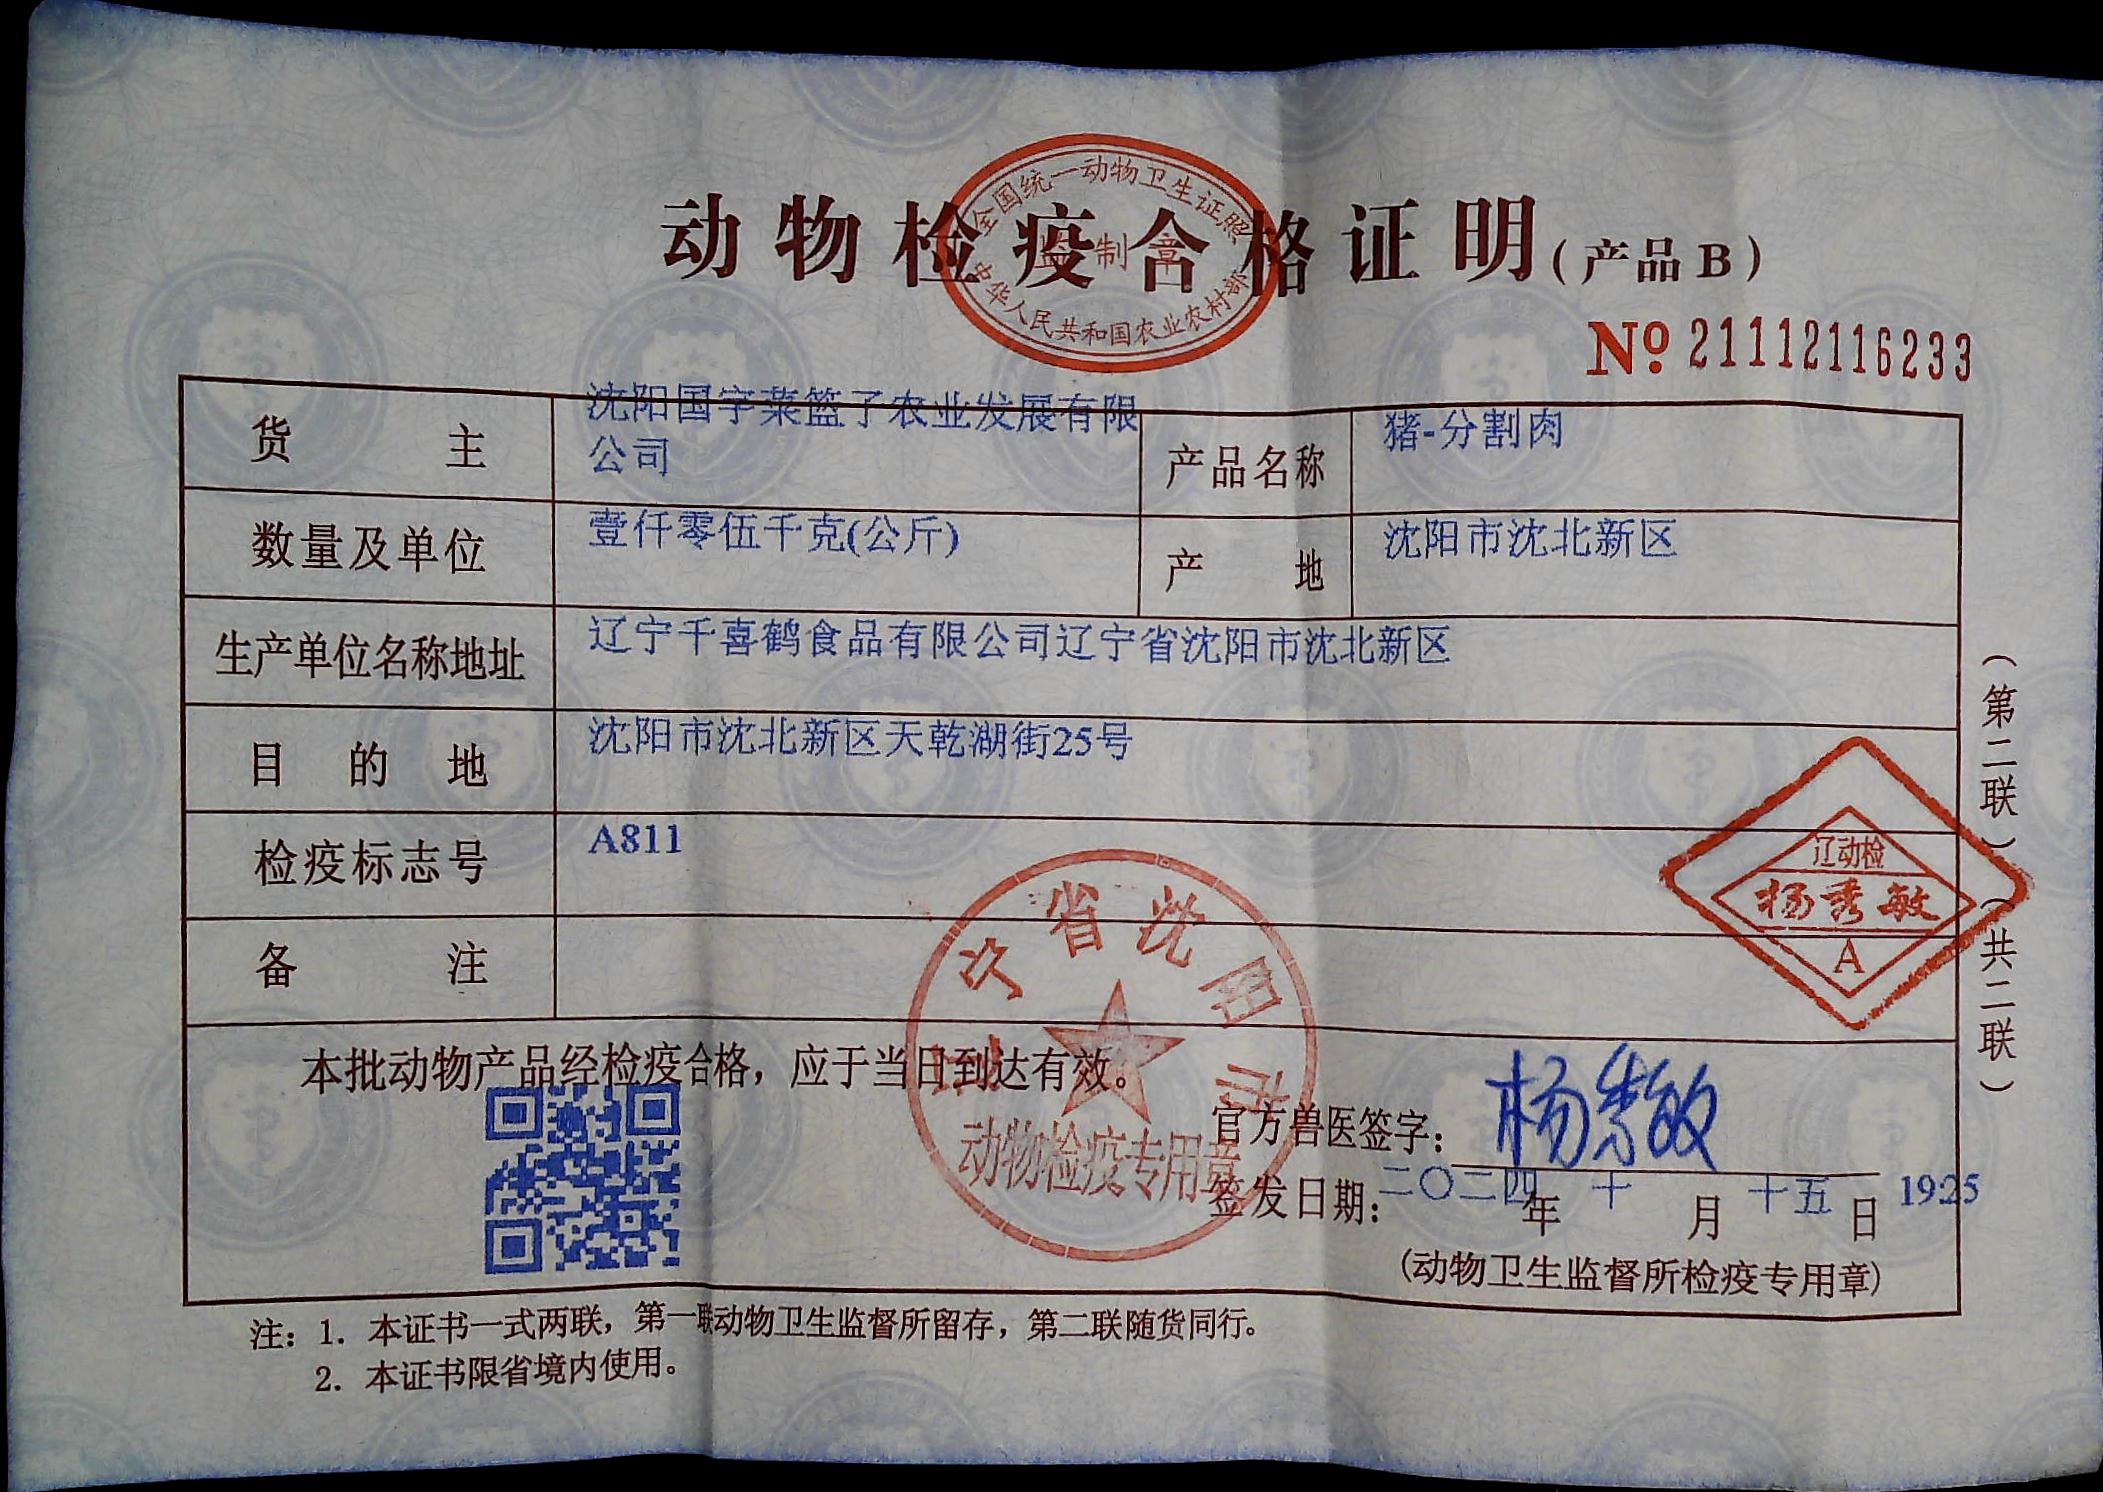 动物检疫合格证明(产品B)
全国统一动物卫生证照
监制章
中华人民共和国农业农村部
№ 21112116233
货主 沈阳国字菜篮子农业发展有限公司 产品名称 猪-分割肉
数量及单位 壹仟零伍千克(公斤) 产地 沈阳市沈北新区
生产单位名称地址 辽宁千喜鹤食品有限公司辽宁省沈阳市沈北新区
目的地 沈阳市沈北新区天乾湖街25号
检疫标志号 A811
备注
辽动检
杨秀敏
A
(第二联)(共二联)
本批动物产品经检疫合格，应于当日到达有效。
辽宁省沈阳市
动物检疫专用章
官方兽医签字：杨秀敏
签发日期：二〇二四年十月十五日 1925
(动物卫生监督所检疫专用章)
注：1. 本证书一式两联，第一联动物卫生监督所留存，第二联随货同行。
2. 本证书限省境内使用。